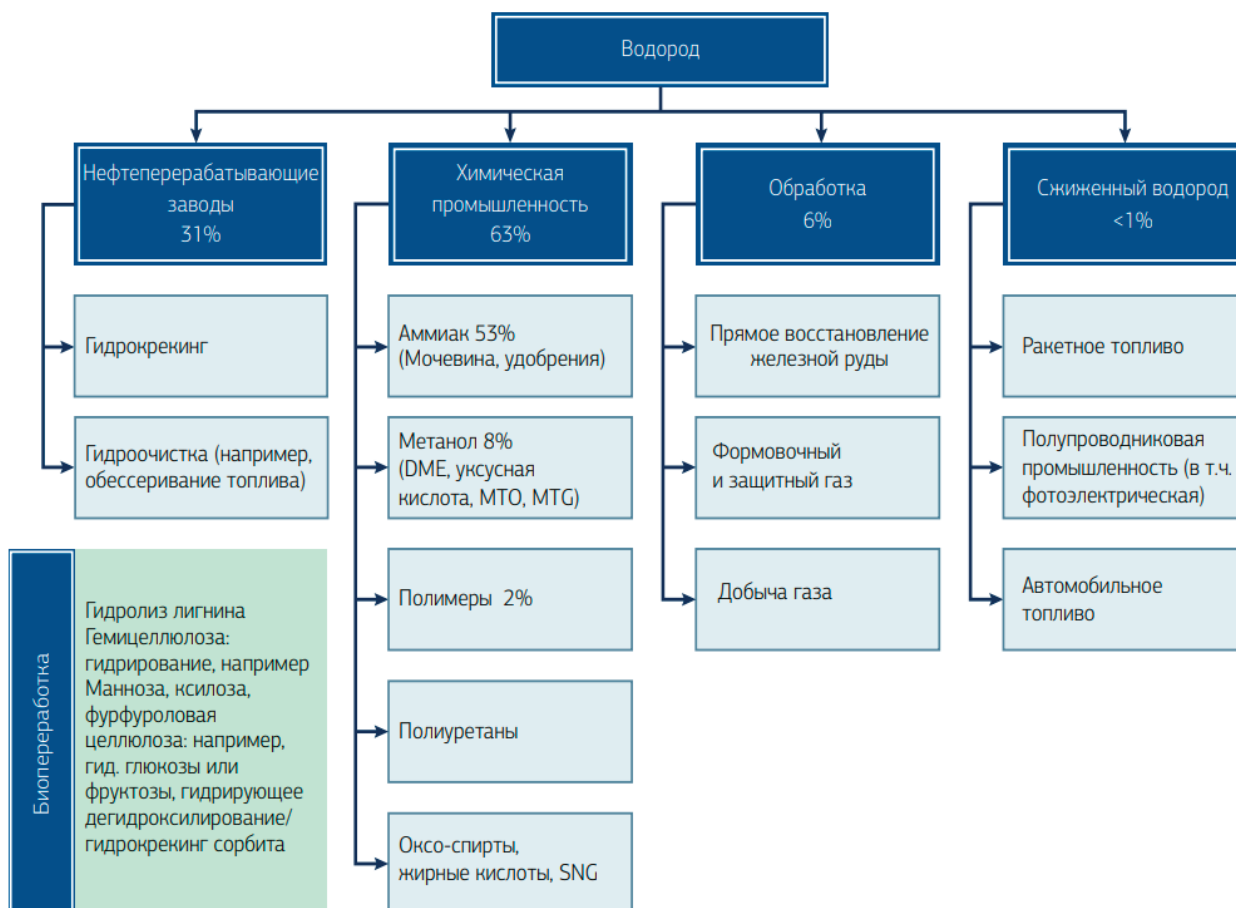 Водород
Нефтеперерабатывающие
заводы
31%
Химическая
промышленность
63%
Обработка
6%
Сжиженный водород
<1%
Гидрокрекинг
Гидроочистка (например,
обессеривание топлива)
Аммиак 53%
(Мочевина, удобрения)
Метанол 8%
(DME, уксусная
кислота, MTO, MTG)
Полимеры 2%
Полиуретаны
Оксо-спирты,
жирные кислоты, SNG
Прямое восстановление
железной руды
Формовочный
и защитный газ
Добыча газа
Ракетное топливо
Полупроводниковая
промышленность (в т.ч.
фотоэлектрическая)
Автомобильное
топливо
Биопереработка
Гидролиз лигнина
Гемицеллюлоза:
гидрирование, например
Манноза, ксилоза,
фурфуроловая
целлюлоза: например,
гид. глюкозы или
фруктозы, гидрирующее
дегидроксилирование/
гидрокрекинг сорбита